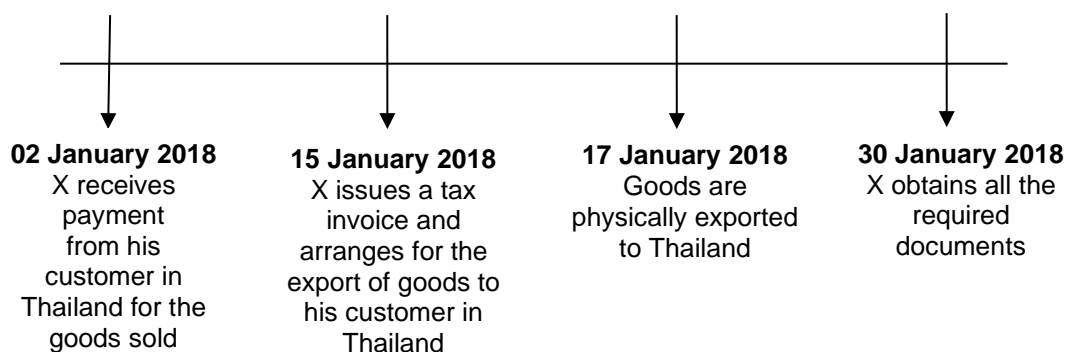 02 January 2018
X receives
payment
from his
customer in
Thailand for the
goods sold
15 January 2018
X issues a tax
invoice and
arranges for the
export of goods to
his customer in
Thailand
17 January 2018
Goods are
physically exported
to Thailand
30 January 2018
X obtains all the
required
documents